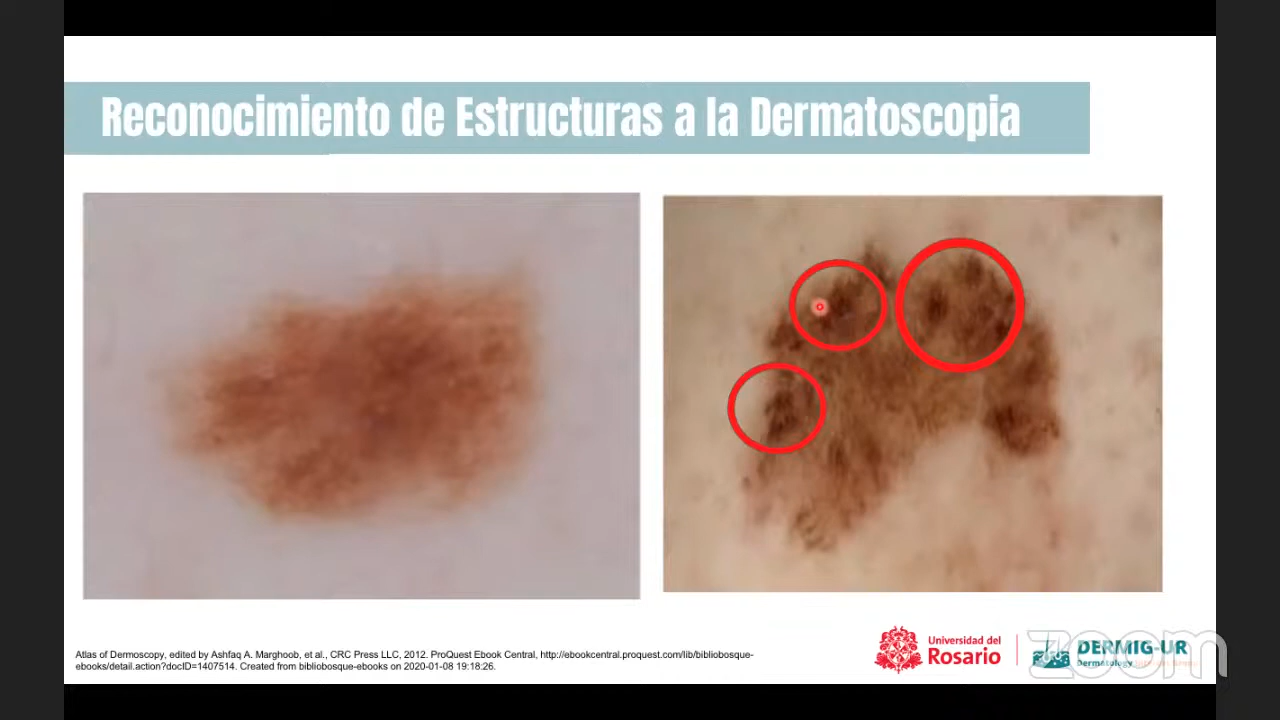 Reconocimiento de Estructuras a la Dermatoscopia
Atlas of Dermoscopy, edited by Ashfaq A. Marghoob, et al., CRC Press LLC, 2012. ProQuest Ebook Central, http://ebookcentral.proquest.com/lib/bibliobosque-
ebooks/detail.action?docID=1407514. Created from bibliobosque-ebooks on 2020-01-08 19:18:26.
Universidad del
Rosario
DERMIG-UR
Dermatology
zoom